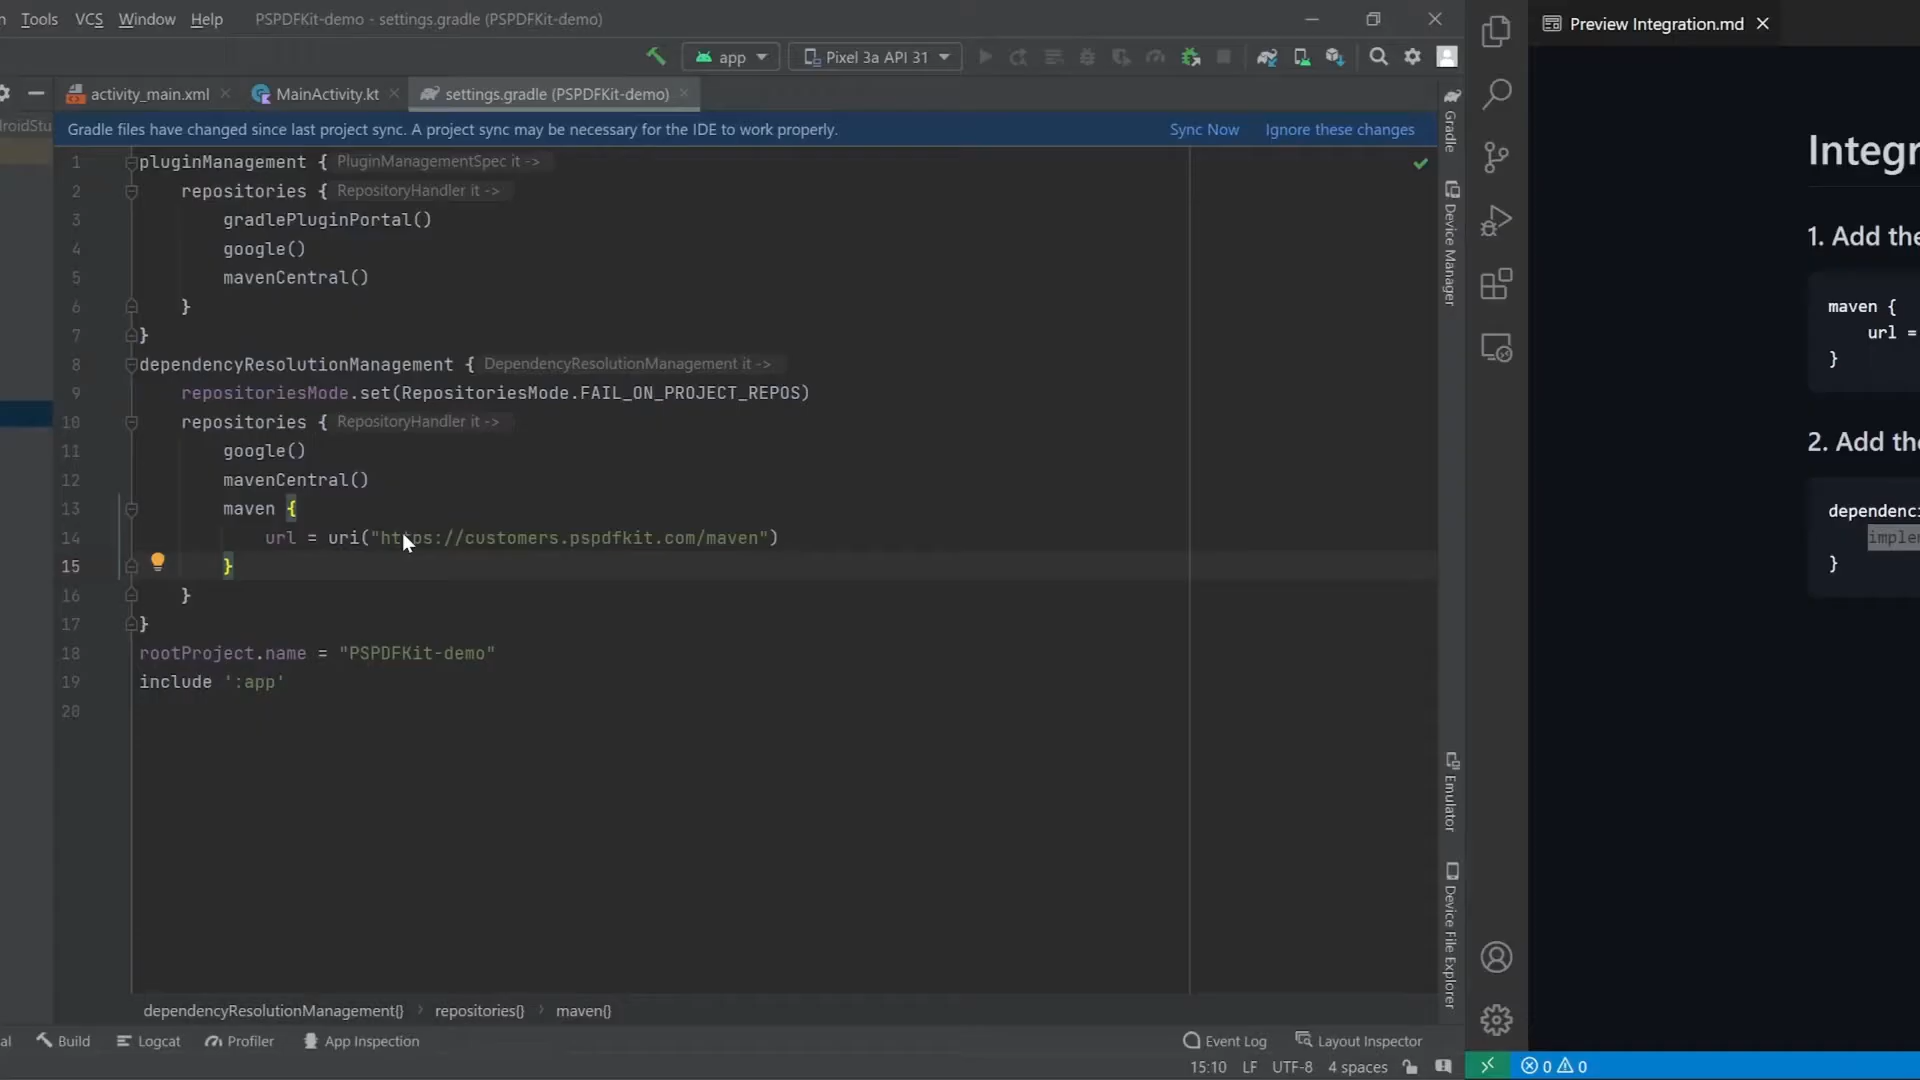 Tools VCS Window Help PSPDFKit-demo - settings.gradle (PSPDFKit-demo)
app Pixel 3a API 31
activity_main.xml MainActivity.kt settings.gradle (PSPDFKit-demo)
Gradle files have changed since last project sync. A project sync may be necessary for the IDE to work properly. Sync Now Ignore these changes
1 pluginManagement { PluginManagementSpec it ->
2 repositories { RepositoryHandler it ->
3 gradlePluginPortal()
4 google()
5 mavenCentral()
6 }
7 }
8 dependencyResolutionManagement { DependencyResolutionManagement it ->
9 repositoriesMode.set(RepositoriesMode.FAIL_ON_PROJECT_REPOS)
10 repositories { RepositoryHandler it ->
11 google()
12 mavenCentral()
13 maven {
14 url = uri("https://customers.pspdfkit.com/maven")
15 }
16 }
17 }
18 rootProject.name = "PSPDFKit-demo"
19 include ':app'
20
dependencyResolutionManagement{} › repositories{} › maven{}
al Build Logcat Profiler App Inspection Event Log Layout Inspector
15:10 LF UTF-8 4 spaces
Gradle
Device Manager
Emulator
Device File Explorer
Preview Integration.md
Integr
1. Add the
maven {
url =
}
2. Add the
dependenci
implem
}
0 0